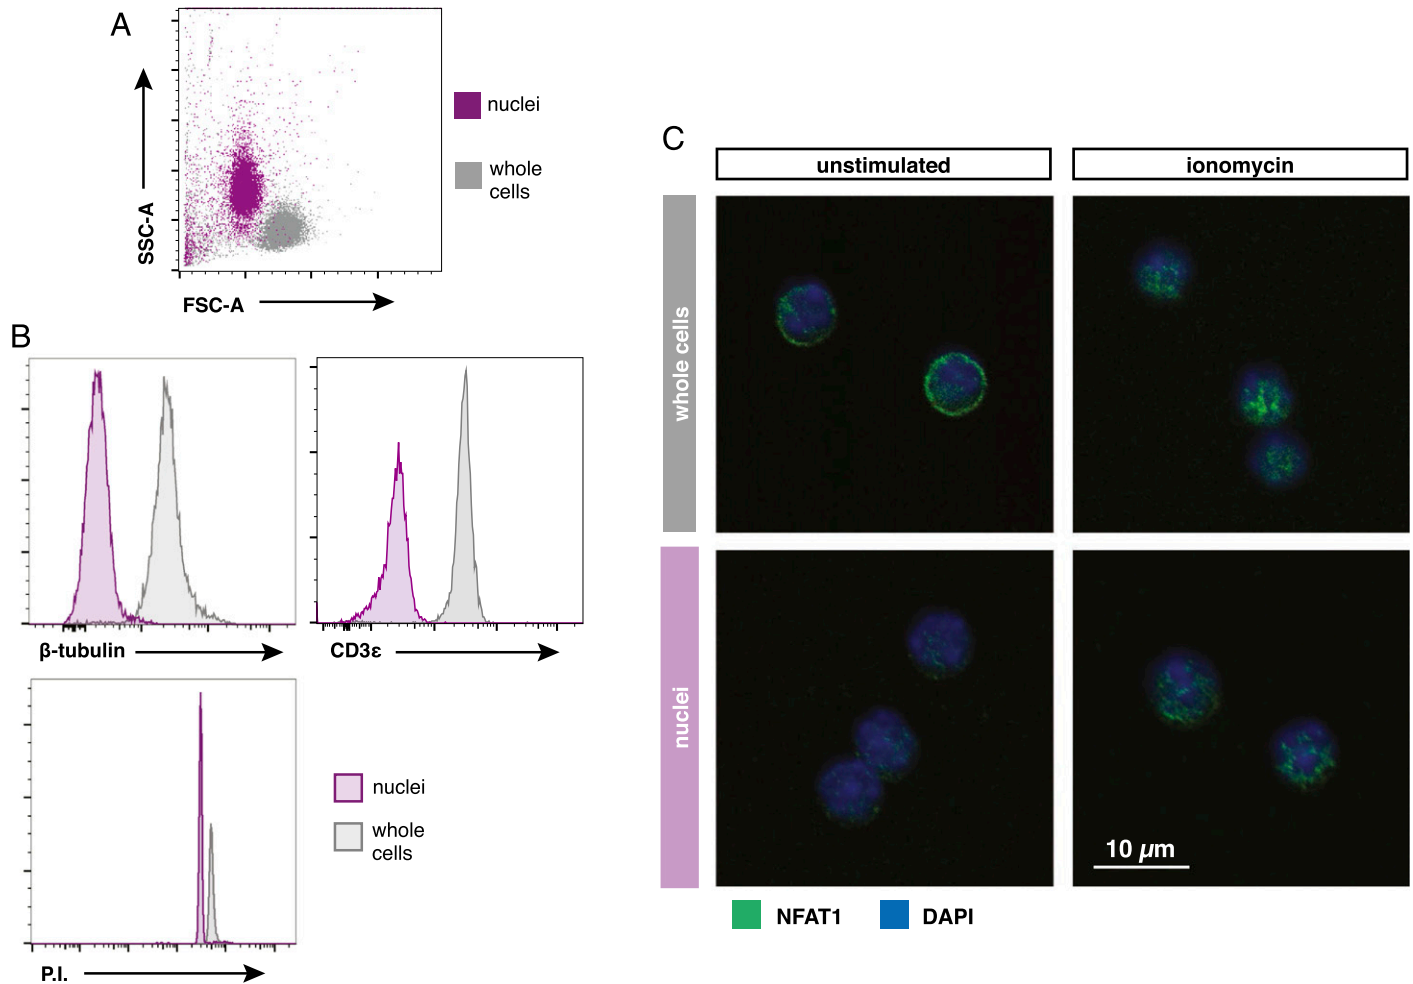 A
SSC-A
FSC-A
nuclei
whole
cells
B
β-tubulin
CD3ε
P.I.
nuclei
whole
cells
C
unstimulated
ionomycin
whole cells
nuclei
10 µm
NFAT1
DAPI